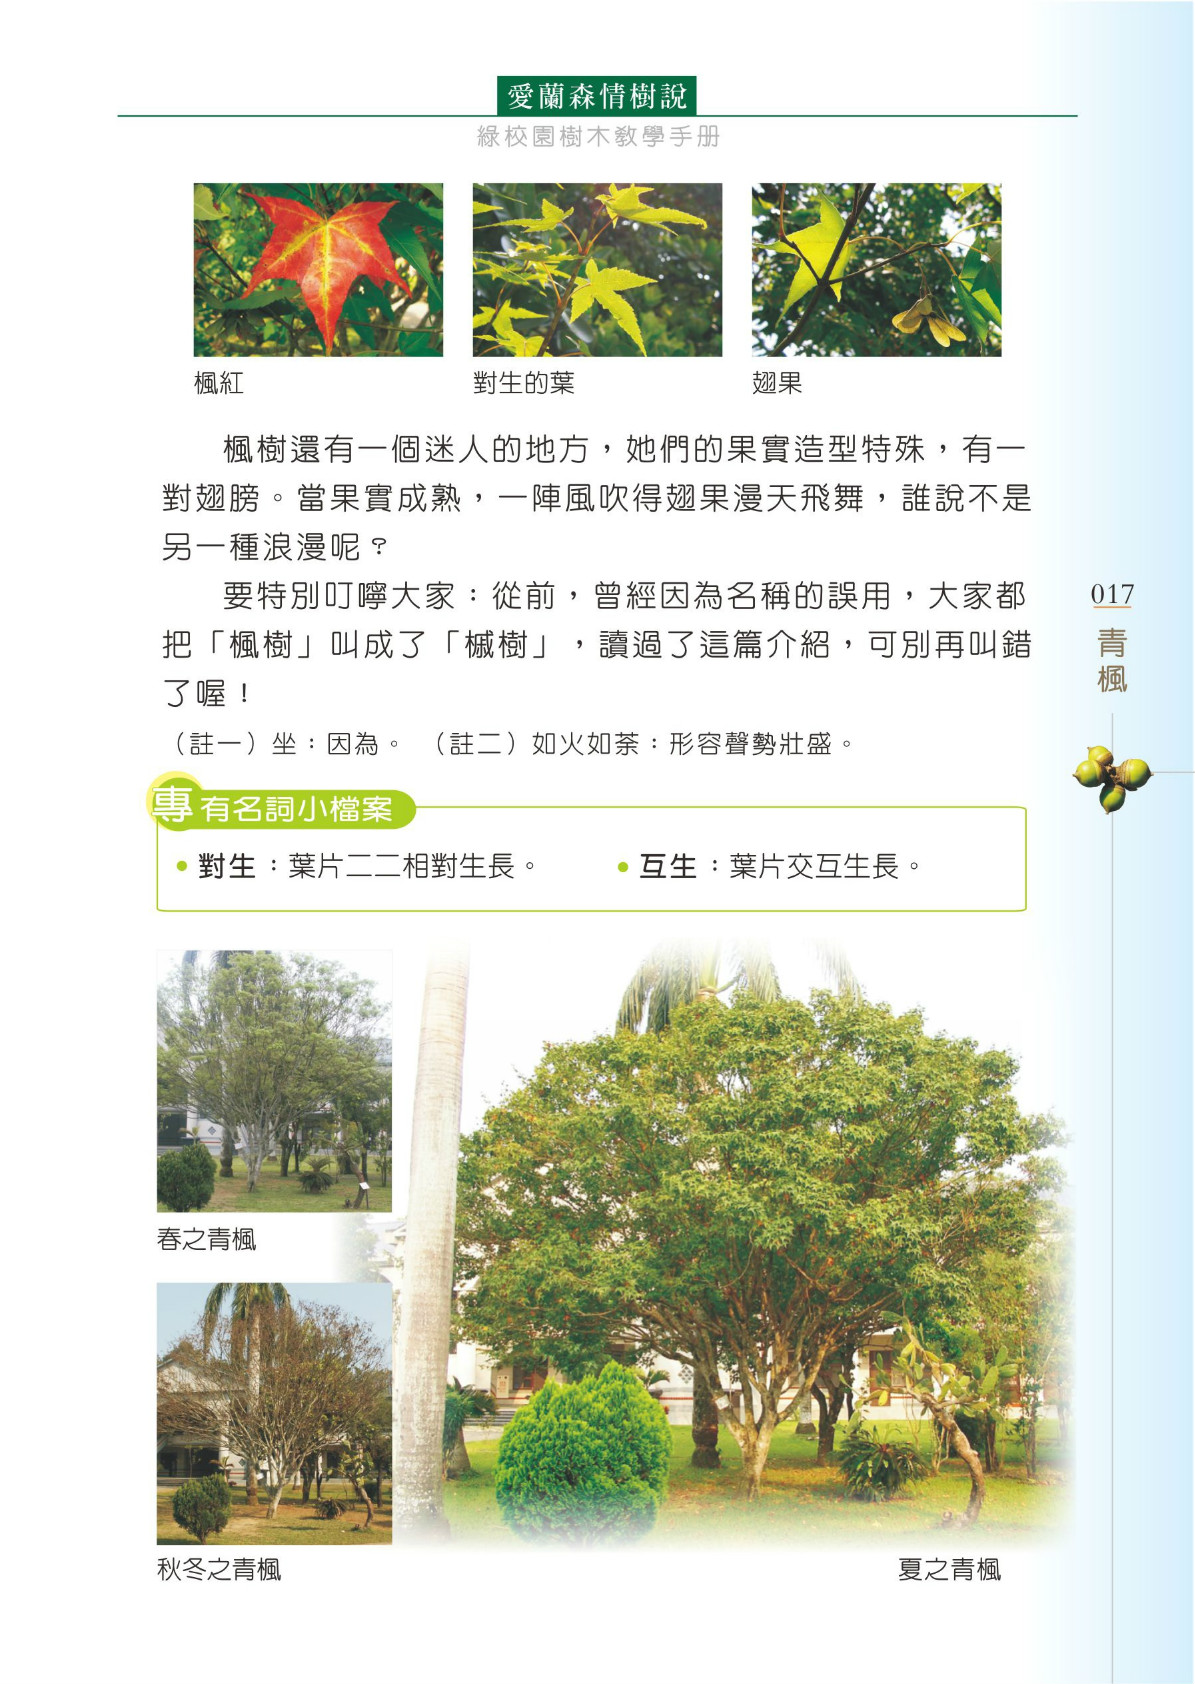 愛蘭森情樹說
綠校園樹木教學手册
楓紅
對生的葉
翅果
楓樹還有一個迷人的地方，她們的果實造型特殊，有一
對翅膀。當果實成熟，一陣風吹得翅果漫天飛舞，誰說不是
另一種浪漫呢？
要特別叮嚀大家：從前，曾經因為名稱的誤用，大家都
把「楓樹」叫成了「槭樹」，讀過了這篇介紹，可別再叫錯
了喔！
（註一）坐：因為。 （註二）如火如荼：形容聲勢壯盛。
專有名詞小檔案
• 對生：葉片二二相對生長。
• 互生：葉片交互生長。
春之青楓
秋冬之青楓
夏之青楓
017
青楓